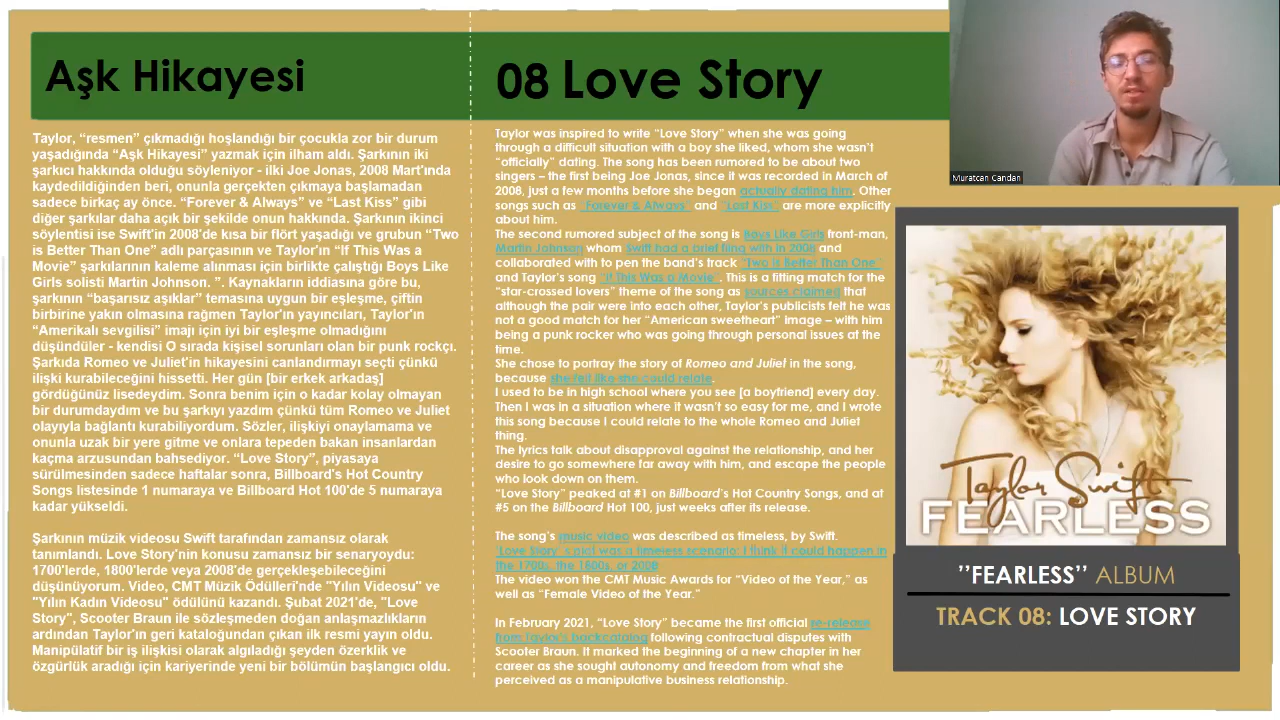 Aşk Hikayesi
Taylor, “resmen” çıkmadığı hoşlandığı bir çocukla zor bir durum
yaşadığında “Aşk Hikayesi” yazmak için ilham aldı. Şarkının iki
şarkıcı hakkında olduğu söyleniyor - ilki Joe Jonas, 2008 Mart'ında
kaydedildiğinden beri, onunla gerçekten çıkmaya başlamadan
sadece birkaç ay önce. “Forever & Always” ve “Last Kiss” gibi
diğer şarkılar daha açık bir şekilde onun hakkında. Şarkının ikinci
söylentisi ise Swift'in 2008'de kısa bir flört yaşadığı ve grubun “Two
is Better Than One” adlı parçasının ve Taylor'ın “If This Was a
Movie” şarkılarının kaleme alınması için birlikte çalıştığı Boys Like
Girls solisti Martin Johnson. ”. Kaynakların iddiasına göre bu,
şarkının “başarısız aşıklar” temasına uygun bir eşleşme, çiftin
birbirine yakın olmasına rağmen Taylor'ın yayıncıları, Taylor'ın
“Amerikalı sevgilisi” imajı için iyi bir eşleşme olmadığını
düşündüler - kendisi O sırada kişisel sorunları olan bir punk rockçı.
Şarkıda Romeo ve Juliet'in hikayesini canlandırmayı seçti çünkü
ilişki kurabileceğini hissetti. Her gün [bir erkek arkadaş]
gördüğünüz lisedeydim. Sonra benim için o kadar kolay olmayan
bir durumdaydım ve bu şarkıyı yazdım çünkü tüm Romeo ve Juliet
olayıyla bağlantı kurabiliyordum. Sözler, ilişkiyi onaylamama ve
onunla uzak bir yere gitme ve onlara tepeden bakan insanlardan
kaçma arzusundan bahsediyor. “Love Story”, piyasaya
sürülmesinden sadece haftalar sonra, Billboard's Hot Country
Songs listesinde 1 numaraya ve Billboard Hot 100'de 5 numaraya
kadar yükseldi.
Şarkının müzik videosu Swift tarafından zamansız olarak
tanımlandı. Love Story'nin konusu zamansız bir senaryoydu:
1700'lerde, 1800'lerde veya 2008'de gerçekleşebileceğini
düşünüyorum. Video, CMT Müzik Ödülleri'nde "Yılın Videosu" ve
"Yılın Kadın Videosu" ödülünü kazandı. Şubat 2021'de, "Love
Story", Scooter Braun ile sözleşmeden doğan anlaşmazlıkların
ardından Taylor'ın geri kataloğundan çıkan ilk resmi yayın oldu.
Manipülatif bir iş ilişkisi olarak algıladığı şeyden özerklik ve
özgürlük aradığı için kariyerinde yeni bir bölümün başlangıcı oldu.
08 Love Story
Taylor was inspired to write “Love Story” when she was going
through a difficult situation with a boy she liked, whom she wasn’t
“officially” dating. The song has been rumored to be about two
singers – the first being Joe Jonas, since it was recorded in March of
2008, just a few months before she began actually dating him. Other
songs such as “Forever & Always” and “Last Kiss” are more explicitly
about him.
The second rumored subject of the song is Boys Like Girls front-man,
Martin Johnson whom Swift had a brief fling with in 2008 and
collaborated with to pen the band’s track “Two is Better Than One”
and Taylor’s song “If This Was a Movie”. This is a fitting match for the
“star-crossed lovers” theme of the song as sources claimed that
although the pair were into each other, Taylor’s publicists felt he was
not a good match for her “American sweetheart” image – with him
being a punk rocker who was going through personal issues at the
time.
She chose to portray the story of Romeo and Juliet in the song,
because she felt like she could relate.
I used to be in high school where you see [a boyfriend] every day.
Then I was in a situation where it wasn’t so easy for me, and I wrote
this song because I could relate to the whole Romeo and Juliet
thing.
The lyrics talk about disapproval against the relationship, and her
desire to go somewhere far away with him, and escape the people
who look down on them.
“Love Story” peaked at #1 on Billboard’s Hot Country Songs, and at
#5 on the Billboard Hot 100, just weeks after its release.
The song’s music video was described as timeless, by Swift.
‘Love Story’ ‘s plot was a timeless scenario: I think it could happen in
the 1700s, the 1800s, or 2008
The video won the CMT Music Awards for “Video of the Year,” as
well as “Female Video of the Year.”
In February 2021, “Love Story” became the first official re-release
from Taylor’s backcatalog following contractual disputes with
Scooter Braun. It marked the beginning of a new chapter in her
career as she sought autonomy and freedom from what she
perceived as a manipulative business relationship.
Muratcan Candan
Taylor Swift
FEARLESS
’’FEARLESS’’ ALBUM
TRACK 08: LOVE STORY